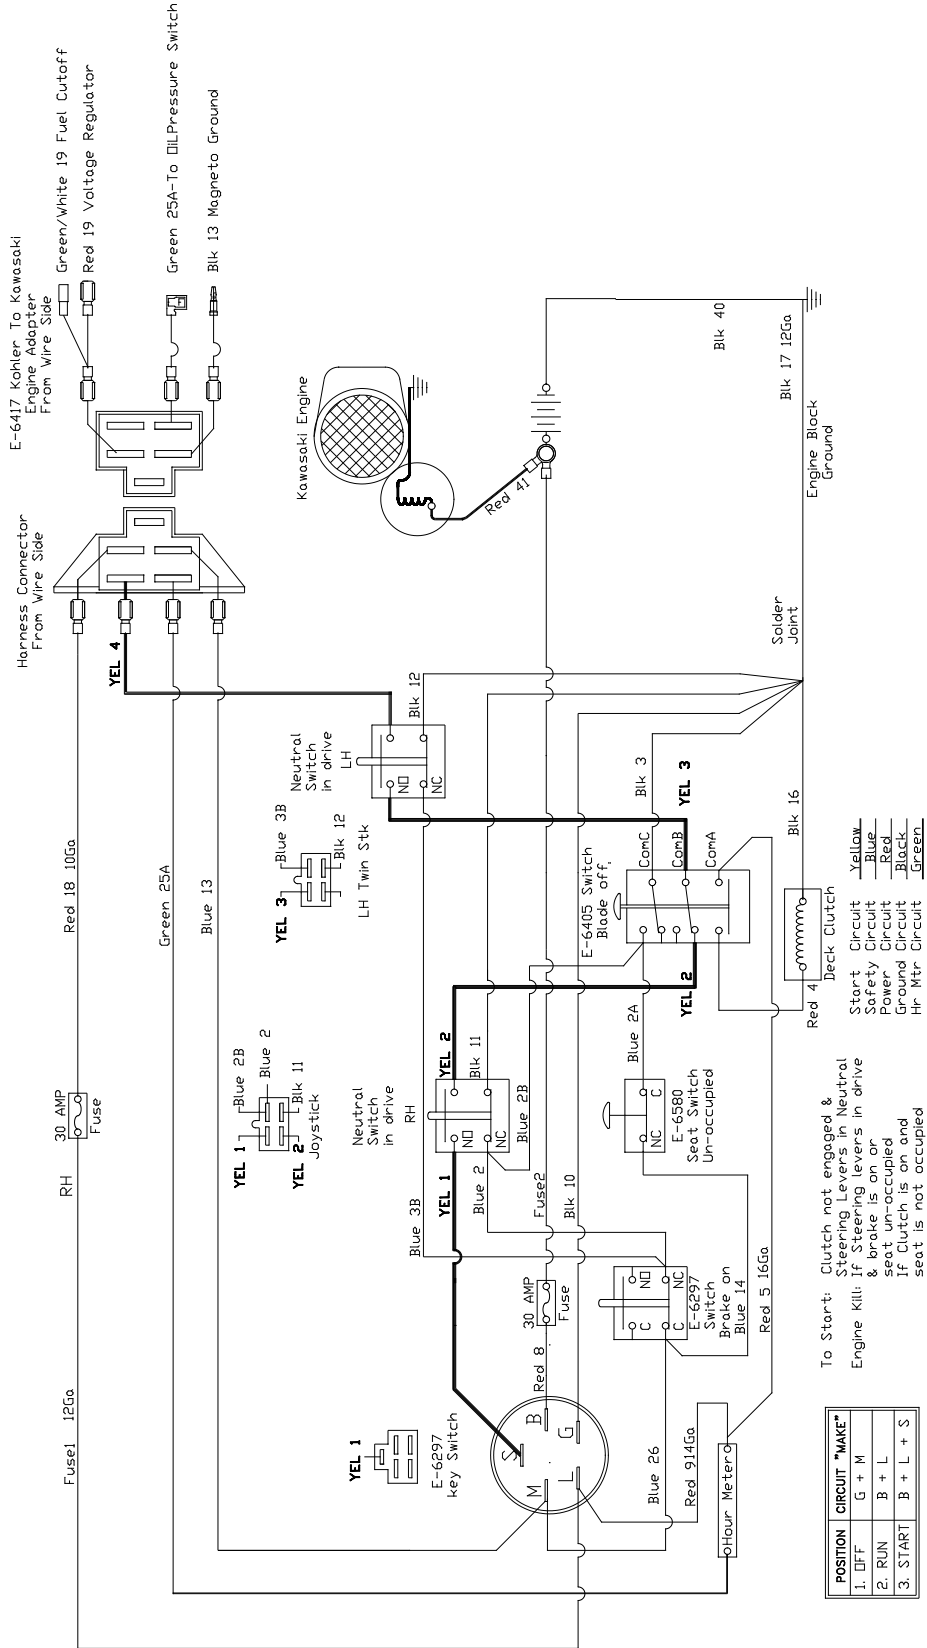 E-6417 Kohler To Kawasaki
Engine Adapter
From Wire Side
Green/White 19 Fuel Cutoff
Red 19 Voltage Regulator
Green 25A-To OiLPressure Switch
Blk 13 Magneto Ground
Harness Connector
From Wire Side
YEL 4
Red 18 10Ga
Green 25A
Blue 13
30 AMP
Fuse
RH
Fuse1 12Ga
Kawasaki Engine
Red 41
Blk 40
Blk 17 12Ga
Engine Block
Ground
Solder
Joint
Neutral
Switch
in drive
LH
NO
NC
Blk 12
YEL 3
Blue 3B
Blk 12
LH Twin Stk
Blk 3
YEL 3
E-6405 Switch
Blade off.
ComC
ComB
ComA
Blk 16
Deck Clutch
Red 4
YEL 2
Blue 2A
E-6580
Seat Switch
Un-occupied
NC
C
YEL 1
Blue 2B
Blue 2
Blk 11
YEL 2
Joystick
Neutral
Switch
in drive
RH
YEL 2
Blk 11
NO
NC
Blue 2B
YEL 1
Blue 2
Blue 3B
Fuse2
Blk 10
30 AMP
Fuse
Red 8
NO
NC
C
C
E-6297
Switch
Brake on
Blue 14
Red 5 16Ga
YEL 1
E-6297
key Switch
S
B
M
G
L
Blue 26
Red 914Ga
Hour Meter
Start Circuit Yellow
Safety Circuit Blue
Power Circuit Red
Ground Circuit Black
Hr Mtr Circuit Green
To Start: Clutch not engaged &
Steering Levers in Neutral
Engine Kill: If Steering levers in drive
& brake is on or
seat un-occupied
If Clutch is on and
seat is not occupied
POSITION CIRCUIT "MAKE"
1. OFF G + M
2. RUN B + L
3. START B + L + S